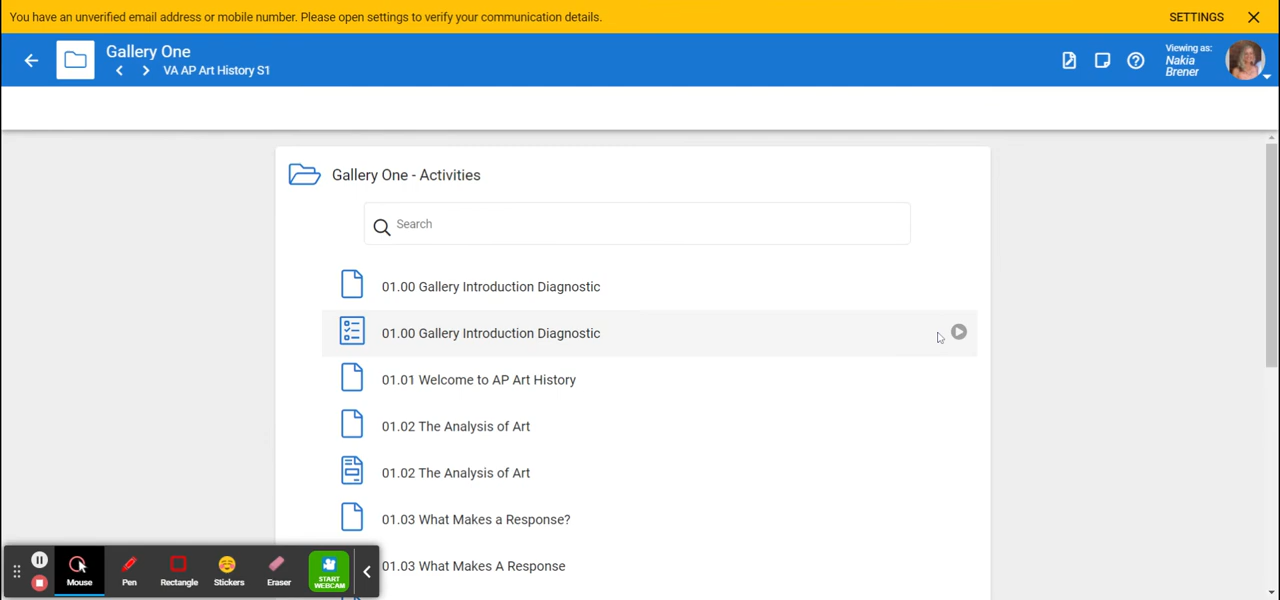 You have an unverified email address or mobile number. Please open settings to verify your communication details.
SETTINGS
Gallery One
VA AP Art History S1
Viewing as:
Nakia
Brener
Gallery One - Activities
Search
01.00 Gallery Introduction Diagnostic
01.00 Gallery Introduction Diagnostic
01.01 Welcome to AP Art History
01.02 The Analysis of Art
01.02 The Analysis of Art
01.03 What Makes a Response?
01.03 What Makes A Response
Mouse
Pen
Rectangle
Stickers
Eraser
START
WEBCAM